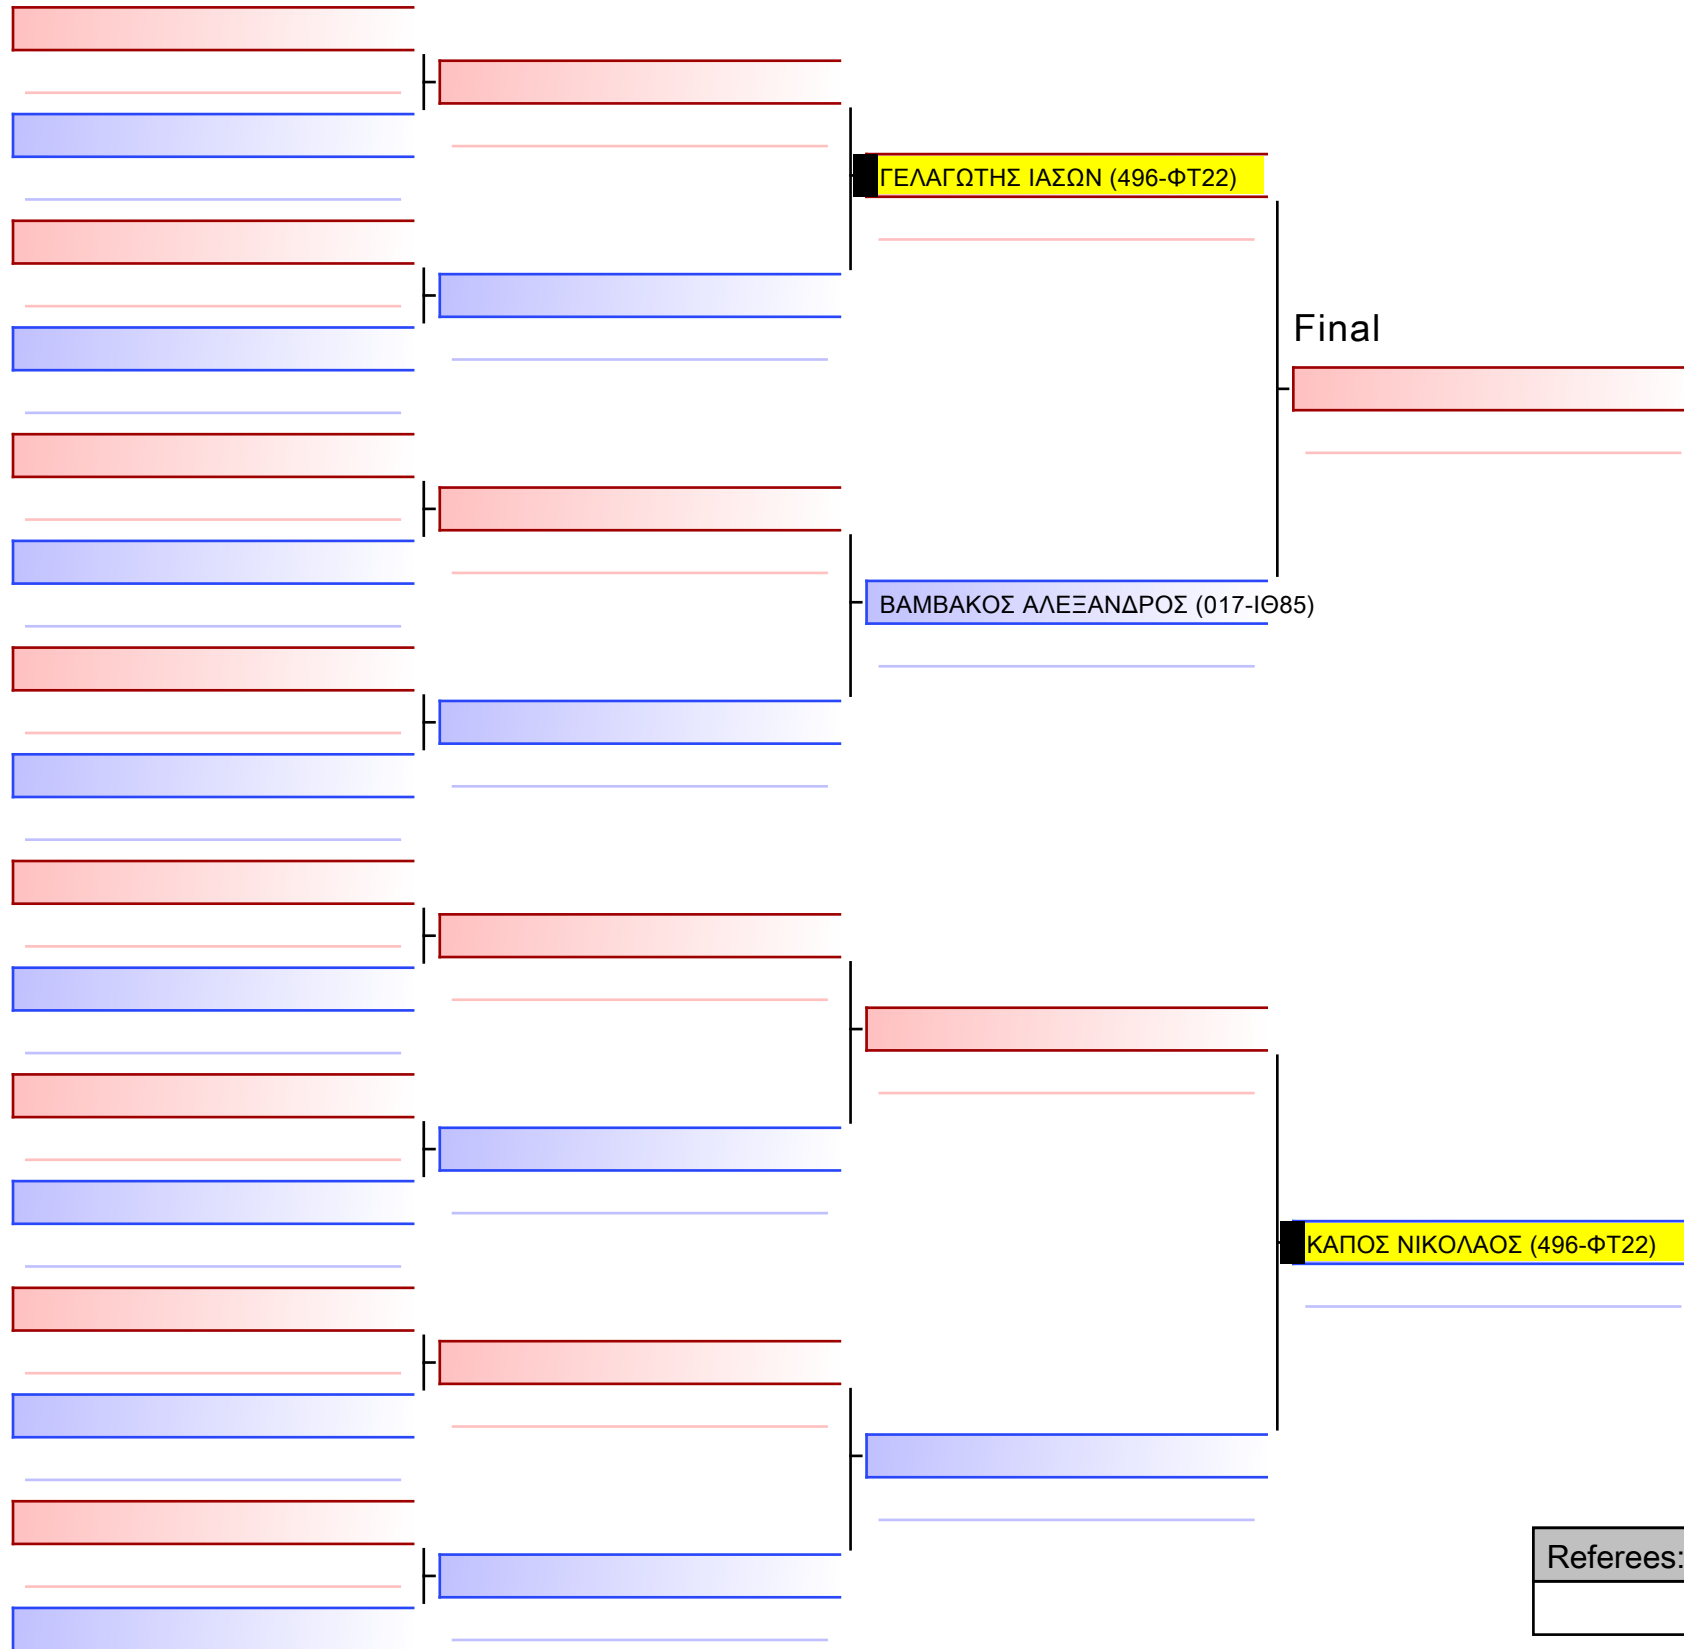 ΓΕΛΑΓΩΤΗΣ ΙΑΣΩΝ (496-ΦΤ22)
Final
ΒΑΜΒΑΚΟΣ ΑΛΕΞΑΝΔΡΟΣ (017-ΙΘ85)
ΚΑΠΟΣ ΝΙΚΟΛΑΟΣ (496-ΦΤ22)
Referees: